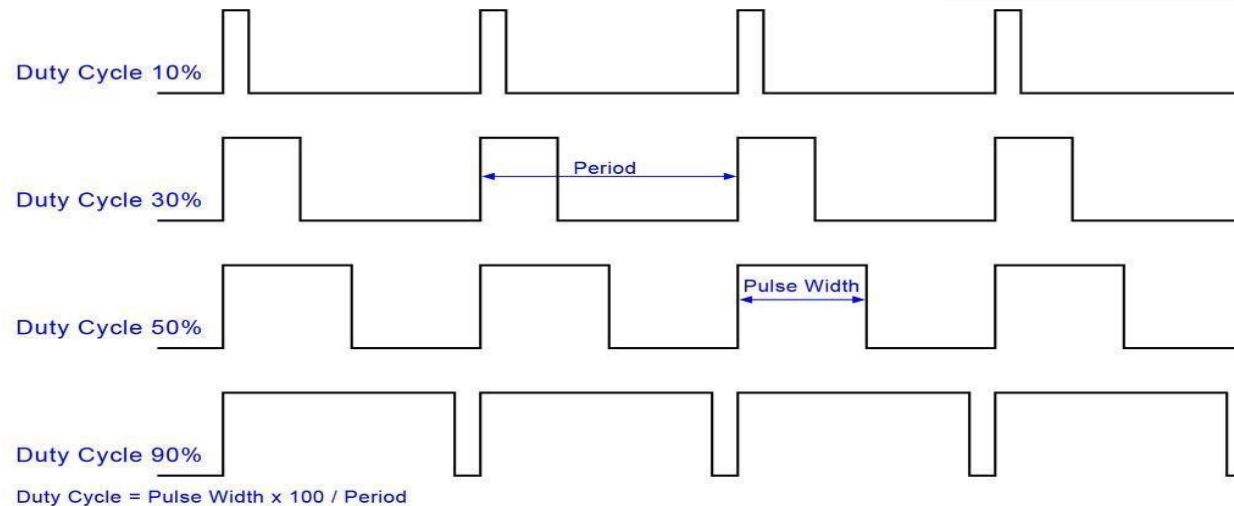 Duty Cycle 10%
Period
Duty Cycle 30%
Pulse Width
Duty Cycle 50%
Duty Cycle 90%
Duty Cycle = Pulse Width x 100 / Period